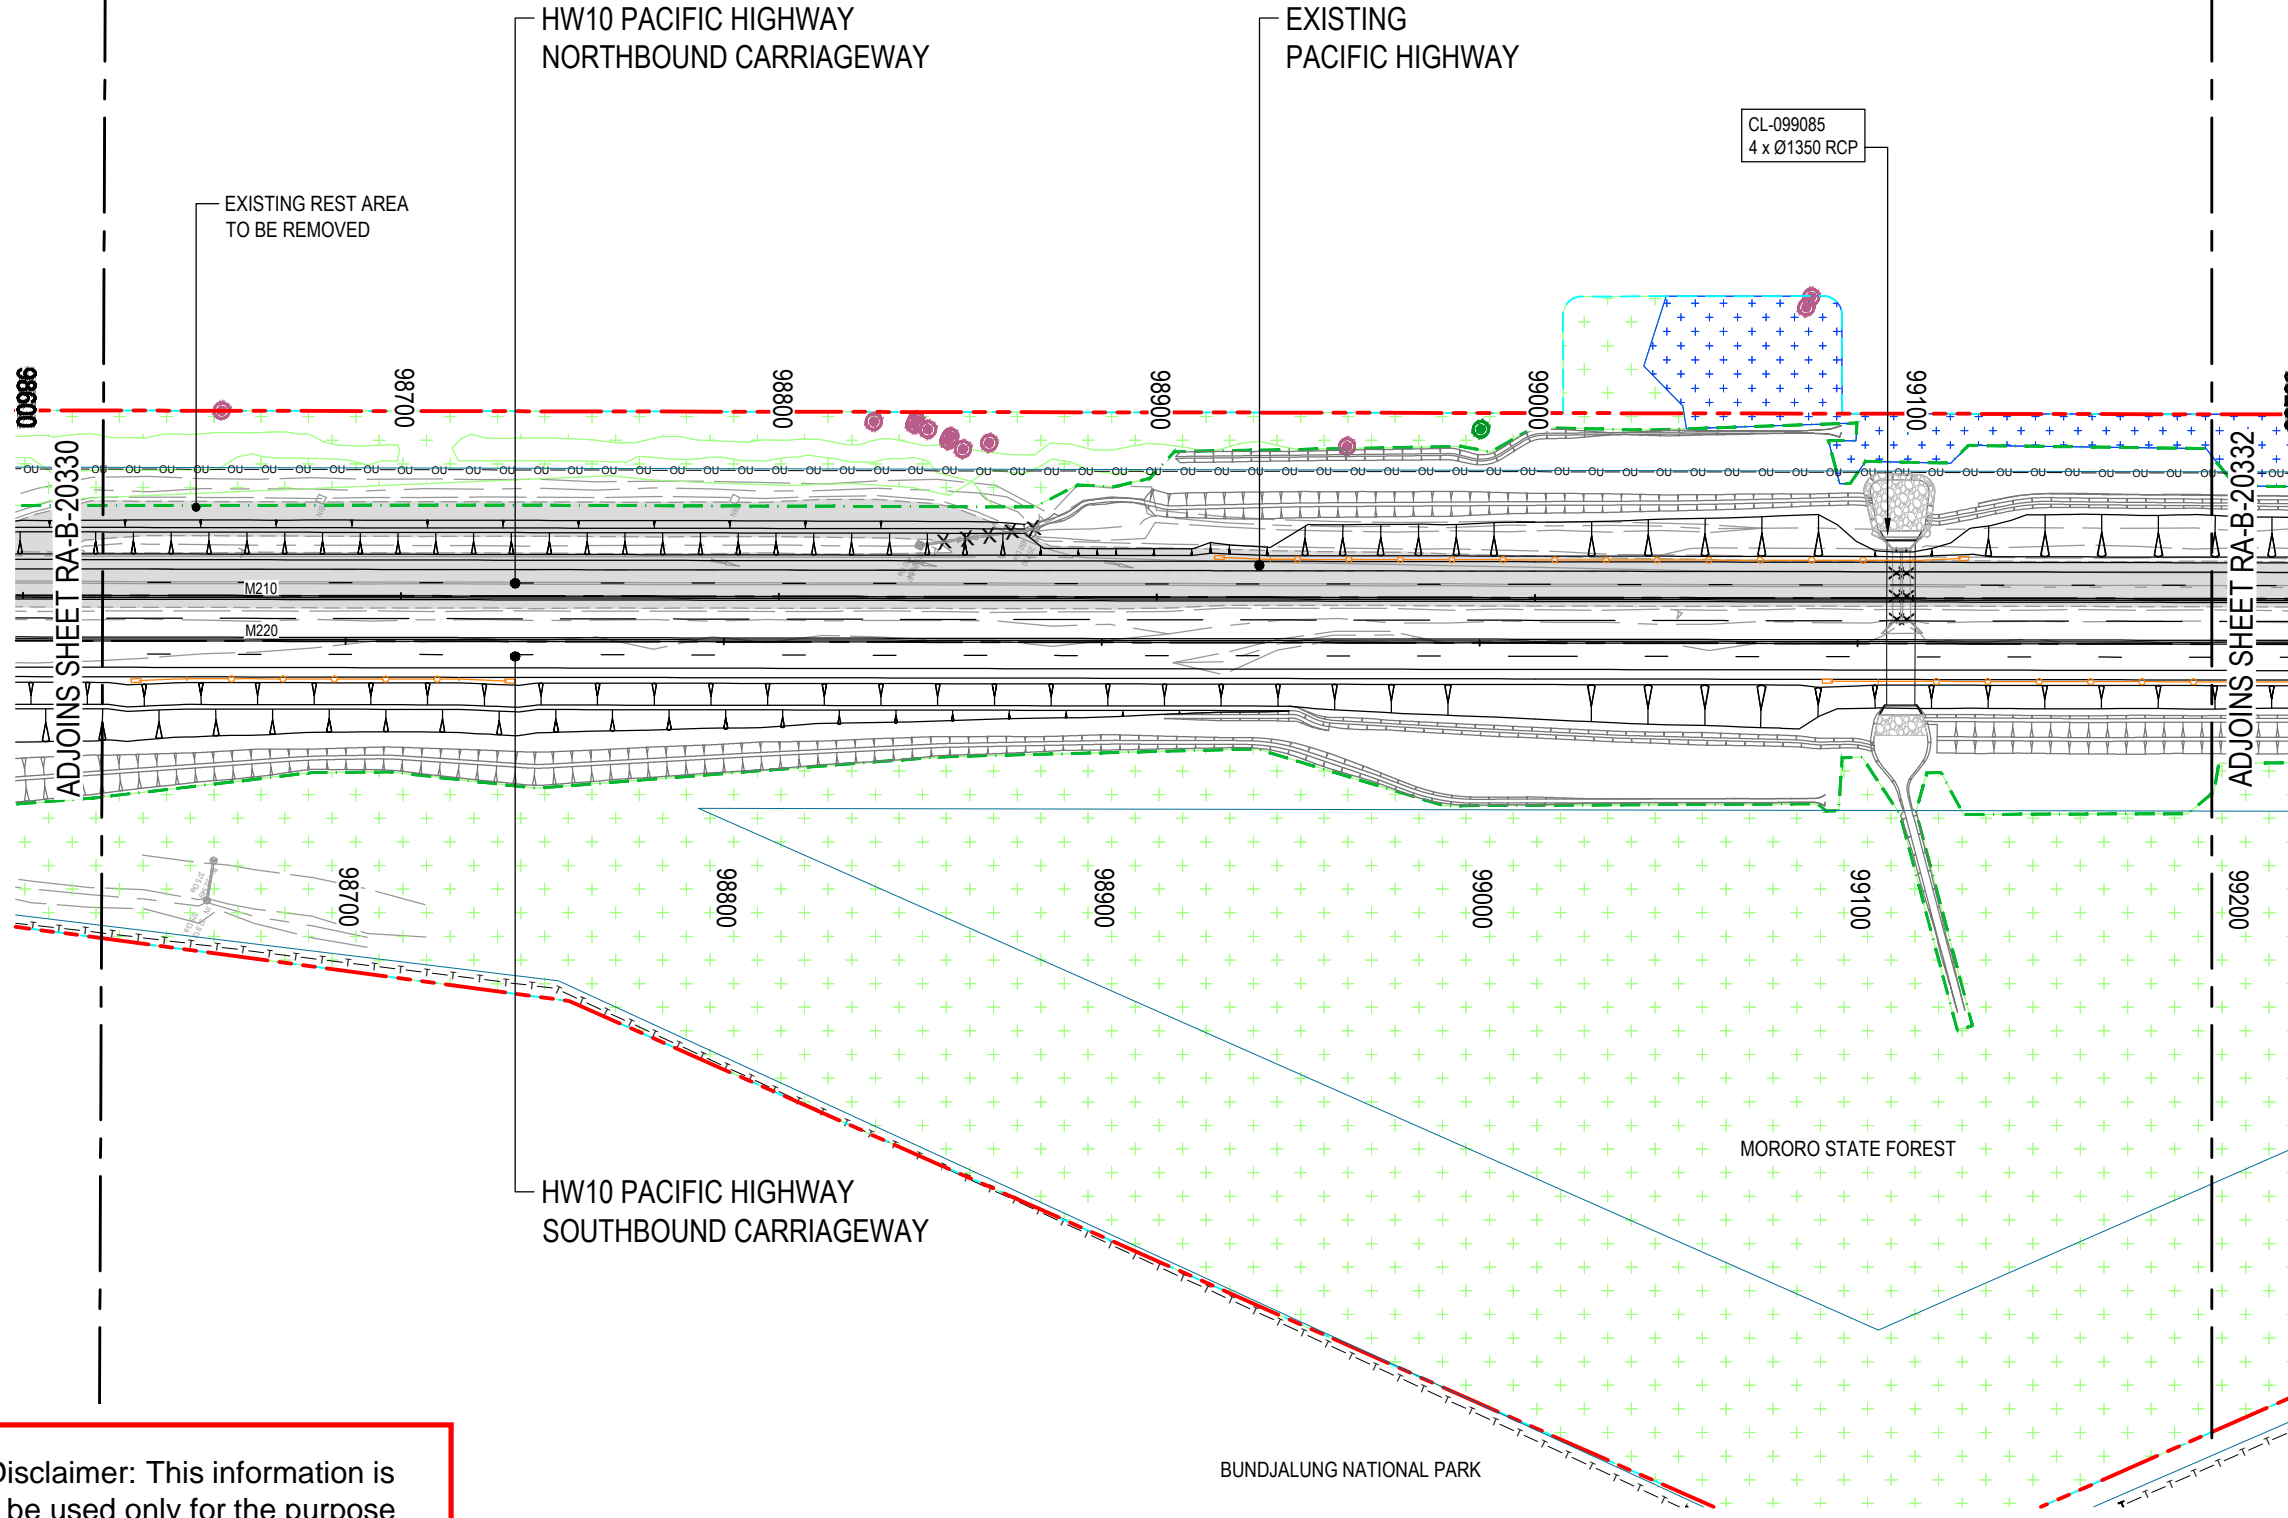 HW10 PACIFIC HIGHWAY
NORTHBOUND CARRIAGEWAY
EXISTING
PACIFIC HIGHWAY
CL-099085
4 x Ø1350 RCP
EXISTING REST AREA
TO BE REMOVED
98600
98700
98800
98900
99000
99100
ADJOINS SHEET RA-B-20330
ADJOINS SHEET RA-B-20332
M210
M220
98700
98800
98900
99000
99100
99200
MORORO STATE FOREST
HW10 PACIFIC HIGHWAY
SOUTHBOUND CARRIAGEWAY
BUNDJALUNG NATIONAL PARK
Disclaimer: This information is
be used only for the purpose